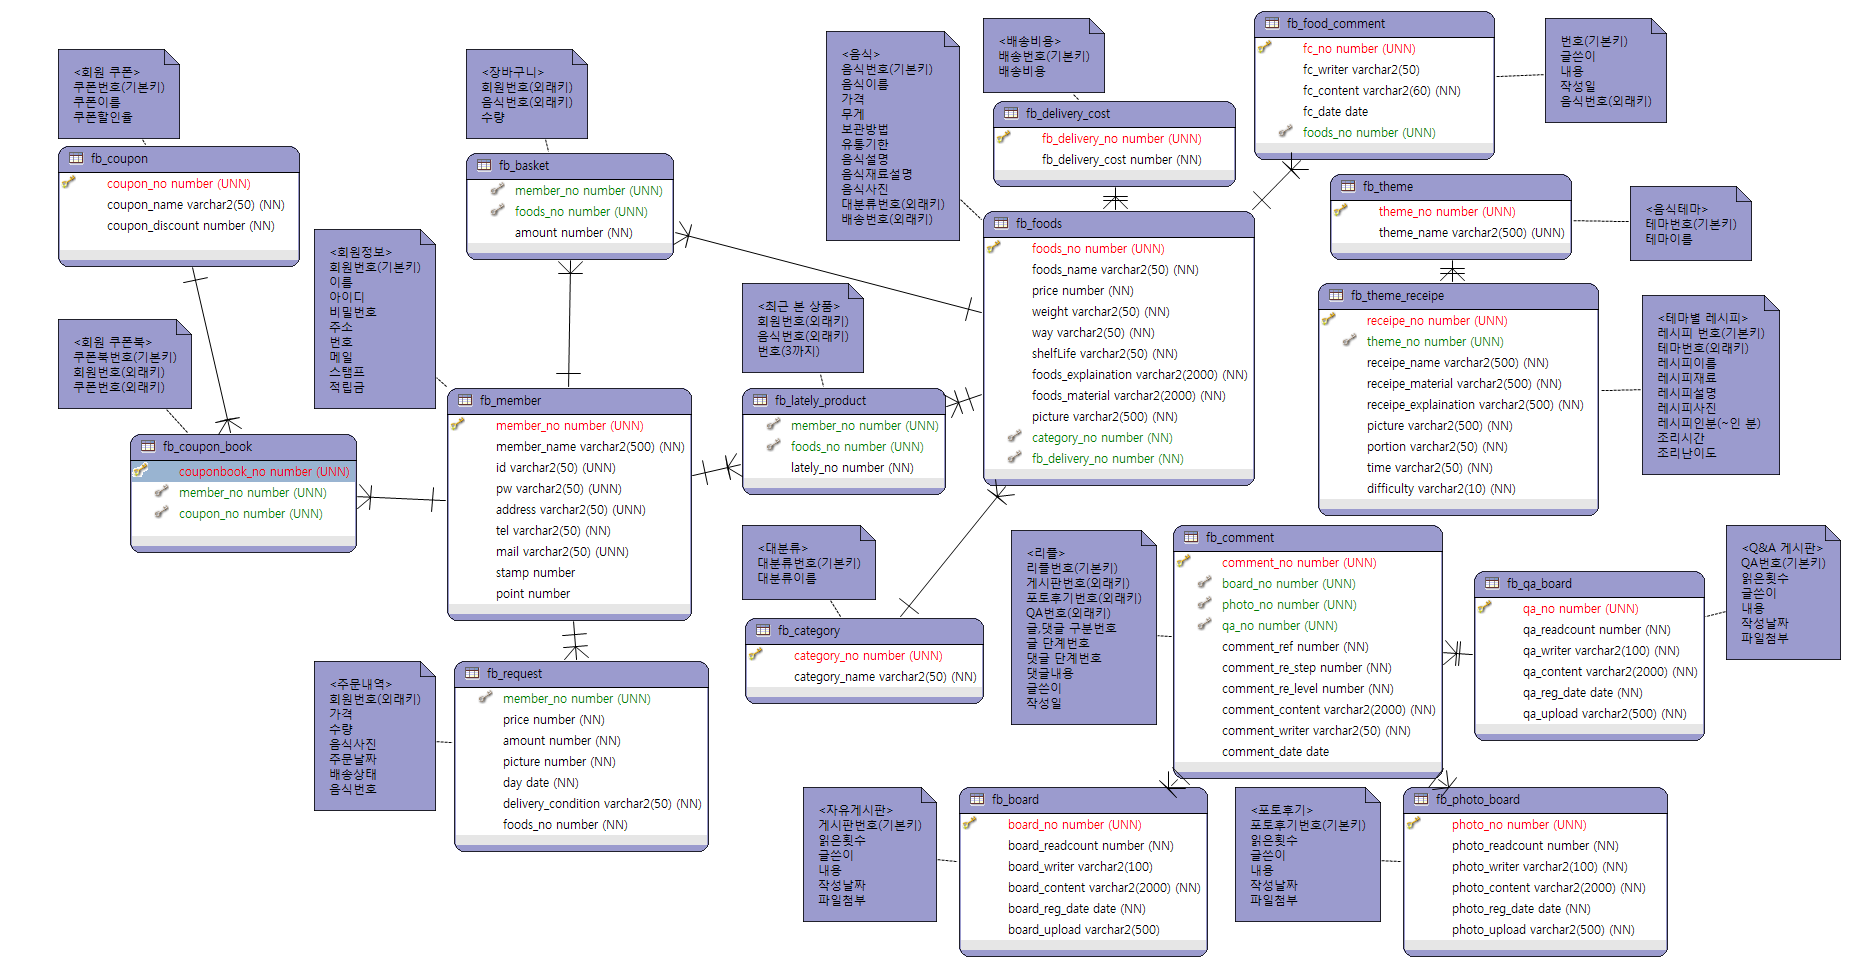 <회원 쿠폰>
쿠폰번호(기본키)
쿠폰이름
쿠폰할인율
fb_coupon
coupon_no number (UNN)
coupon_name varchar2(50) (NN)
coupon_discount number (NN)
<회원 쿠폰북>
쿠폰북번호(기본키)
회원번호(외래키)
쿠폰번호(외래키)
fb_coupon_book
couponbook_no number (UNN)
member_no number (UNN)
coupon_no number (UNN)
<장바구니>
회원번호(외래키)
음식번호(외래키)
수량
fb_basket
member_no number (UNN)
foods_no number (UNN)
amount number (NN)
<회원정보>
회원번호(기본키)
이름
아이디
비밀번호
주소
번호
메일
스탬프
적립금
fb_member
member_no number (UNN)
member_name varchar2(500) (NN)
id varchar2(50) (UNN)
pw varchar2(50) (UNN)
address varchar2(50) (UNN)
tel varchar2(50) (NN)
mail varchar2(50) (UNN)
stamp number
point number
<주문내역>
회원번호(외래키)
가격
수량
음식사진
주문날짜
배송상태
음식번호
fb_request
member_no number (UNN)
price number (NN)
amount number (NN)
picture number (NN)
day date (NN)
delivery_condition varchar2(50) (NN)
foods_no number (NN)
<최근 본 상품>
회원번호(외래키)
음식번호(외래키)
번호(3까지)
fb_lately_product
member_no number (UNN)
foods_no number (UNN)
lately_no number (NN)
<대분류>
대분류번호(기본키)
대분류이름
fb_category
category_no number (UNN)
category_name varchar2(50) (NN)
<음식>
음식번호(기본키)
음식이름
가격
무게
보관방법
유통기한
음식설명
음식재료설명
음식사진
대분류번호(외래키)
배송번호(외래키)
<배송비용>
배송번호(기본키)
배송비용
fb_delivery_cost
fb_delivery_no number (UNN)
fb_delivery_cost number (NN)
fb_foods
foods_no number (UNN)
foods_name varchar2(50) (NN)
price number (NN)
weight varchar2(50) (NN)
way varchar2(50) (NN)
shelfLife varchar2(50) (NN)
foods_explaination varchar2(2000) (NN)
foods_material varchar2(2000) (NN)
picture varchar2(500) (NN)
category_no number (NN)
fb_delivery_no number (NN)
fb_food_comment
fc_no number (UNN)
fc_writer varchar2(50)
fc_content varchar2(60) (NN)
fc_date date
foods_no number (UNN)
번호(기본키)
글쓴이
내용
작성일
음식번호(외래키)
fb_theme
theme_no number (UNN)
theme_name varchar2(500) (UNN)
<음식테마>
테마번호(기본키)
테마이름
fb_theme_receipe
receipe_no number (UNN)
theme_no number (UNN)
receipe_name varchar2(500) (NN)
receipe_material varchar2(500) (NN)
receipe_explaination varchar2(500) (NN)
picture varchar2(500) (NN)
portion varchar2(50) (NN)
time varchar2(50) (NN)
difficulty varchar2(10) (NN)
<테마별 레시피>
레시피 번호(기본키)
테마번호(외래키)
레시피이름
레시피재료
레시피설명
레시피사진
레시피인분(~인 분)
조리시간
조리난이도
<리플>
리플번호(기본키)
게시판번호(외래키)
포토후기번호(외래키)
QA번호(외래키)
글,댓글 구분번호
글 단계번호
댓글 단계번호
댓글내용
글쓴이
작성일
fb_comment
comment_no number (UNN)
board_no number (UNN)
photo_no number (UNN)
qa_no number (UNN)
comment_ref number (NN)
comment_re_step number (NN)
comment_re_level number (NN)
comment_content varchar2(2000) (NN)
comment_writer varchar2(50) (NN)
comment_date date
fb_qa_board
qa_no number (UNN)
qa_readcount number (NN)
qa_writer varchar2(100) (NN)
qa_content varchar2(2000) (NN)
qa_reg_date date (NN)
qa_upload varchar2(500) (NN)
<Q&A 게시판>
QA번호(기본키)
읽은횟수
글쓴이
내용
작성날짜
파일첨부
<자유게시판>
게시판번호(기본키)
읽은횟수
글쓴이
내용
작성날짜
파일첨부
fb_board
board_no number (UNN)
board_readcount number (NN)
board_writer varchar2(100)
board_content varchar2(2000) (NN)
board_reg_date date (NN)
board_upload varchar2(500)
<포토후기>
포토후기번호(기본키)
읽은횟수
글쓴이
내용
작성날짜
파일첨부
fb_photo_board
photo_no number (UNN)
photo_readcount number (NN)
photo_writer varchar2(100) (NN)
photo_content varchar2(2000) (NN)
photo_reg_date date (NN)
photo_upload varchar2(500) (NN)